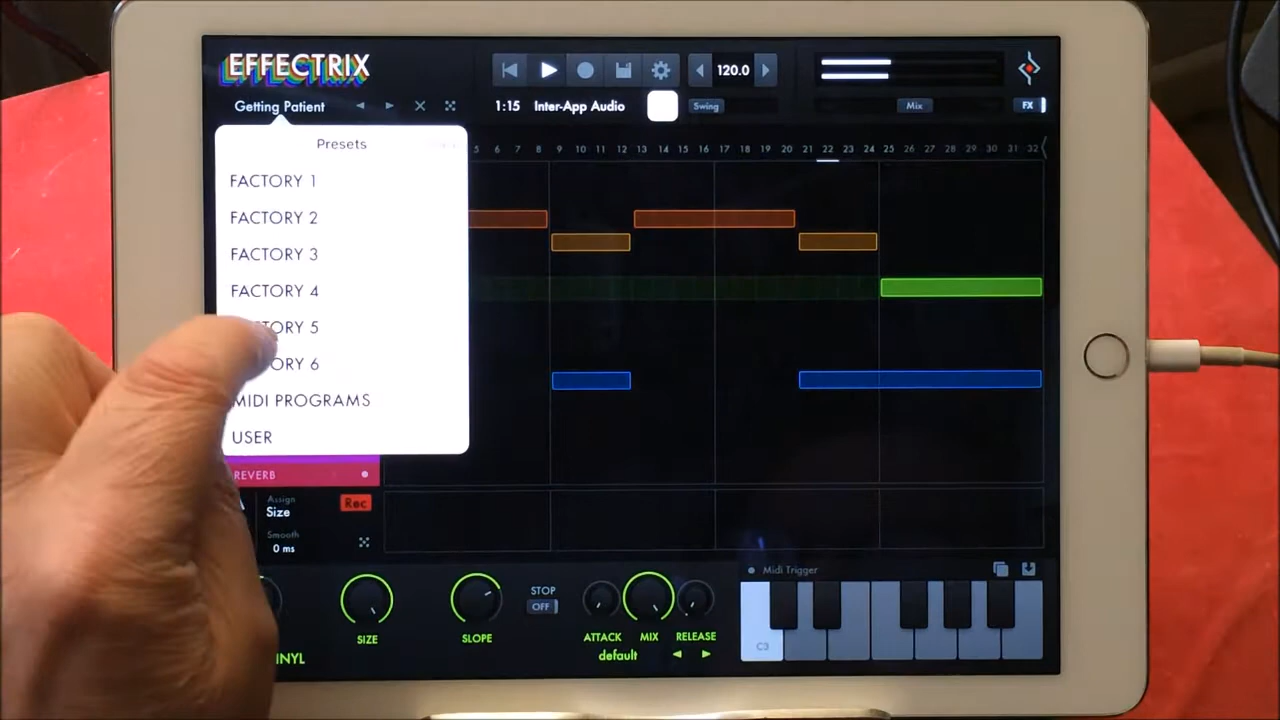 EFFECTRIX
120.0
Getting Patient
1:15
Inter-App Audio
Swing
Mix
FX
Presets
FACTORY 1
FACTORY 2
FACTORY 3
FACTORY 4
5
6
MIDI PROGRAMS
USER
5 6 7 8 9 10 11 12 13 14 15 16 17 18 19 20 21 22 23 24 25 26 27 28 29 30 31 32
REVERB
Assign
Size
Rec
Smooth
0 ms
Midi Trigger
C3
SIZE
SLOPE
STOP
OFF
ATTACK
MIX
RELEASE
default